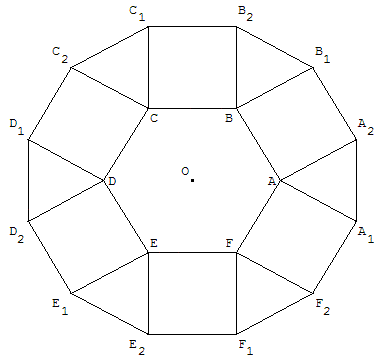 C1 B2
C2 B1
C B
D1 A2
O
D A
D2 A1
E F
E1 F2
E2 F1